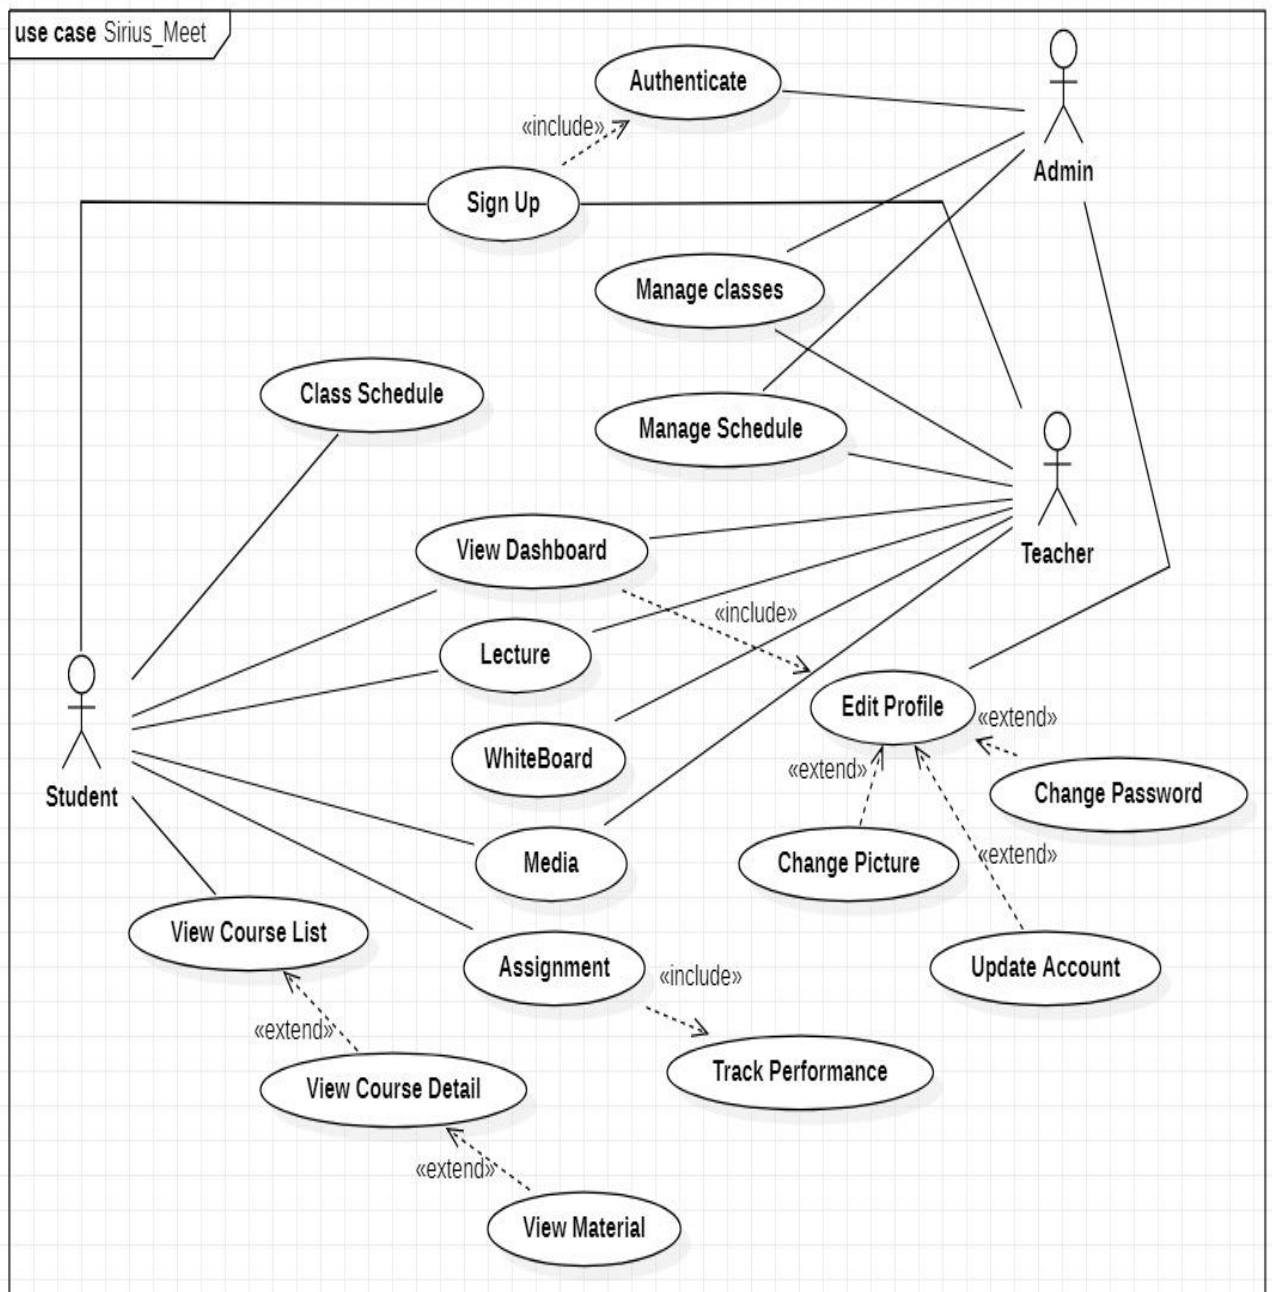 use case Sirius_Meet
Authenticate
«include»
Admin
Sign Up
Manage classes
Class Schedule
Manage Schedule
View Dashboard
Teacher
«include»
Lecture
Edit Profile
«extend»
WhiteBoard
«extend»
Student
Change Password
Media
Change Picture
«extend»
View Course List
Assignment
«include»
Update Account
«extend»
Track Performance
View Course Detail
«extend»
View Material